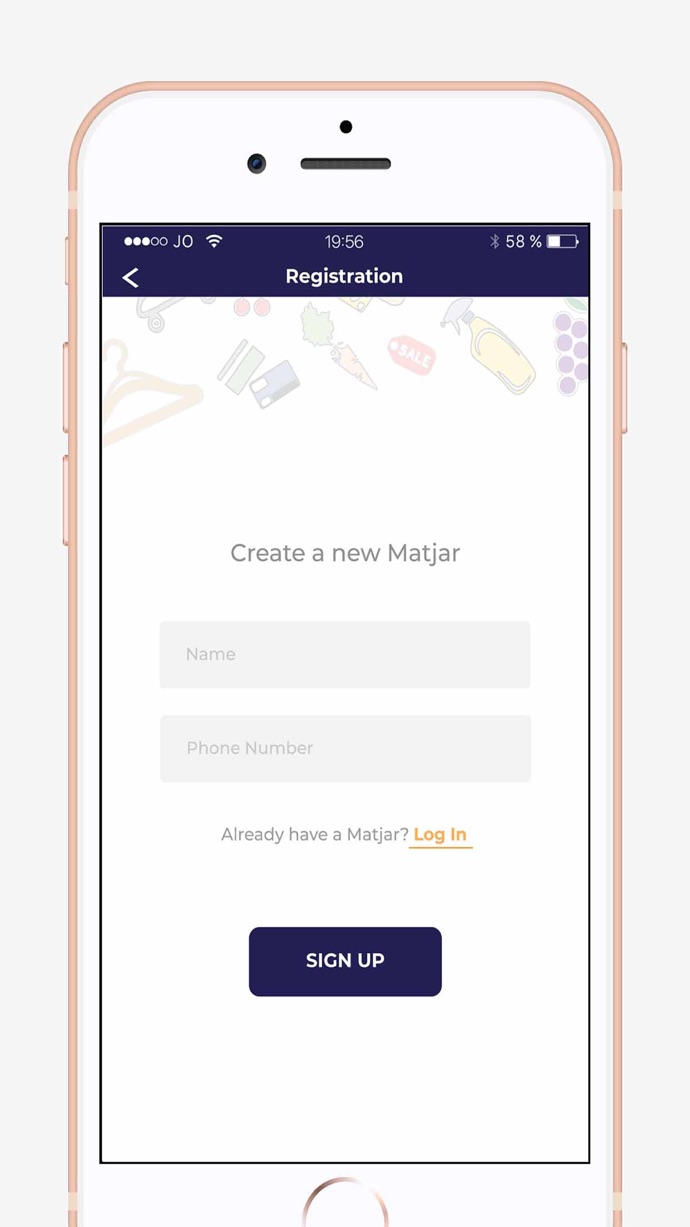 JO 19:56 58 %
Registration
SALE
Create a new Matjar
Name
Phone Number
Already have a Matjar? Log In
SIGN UP